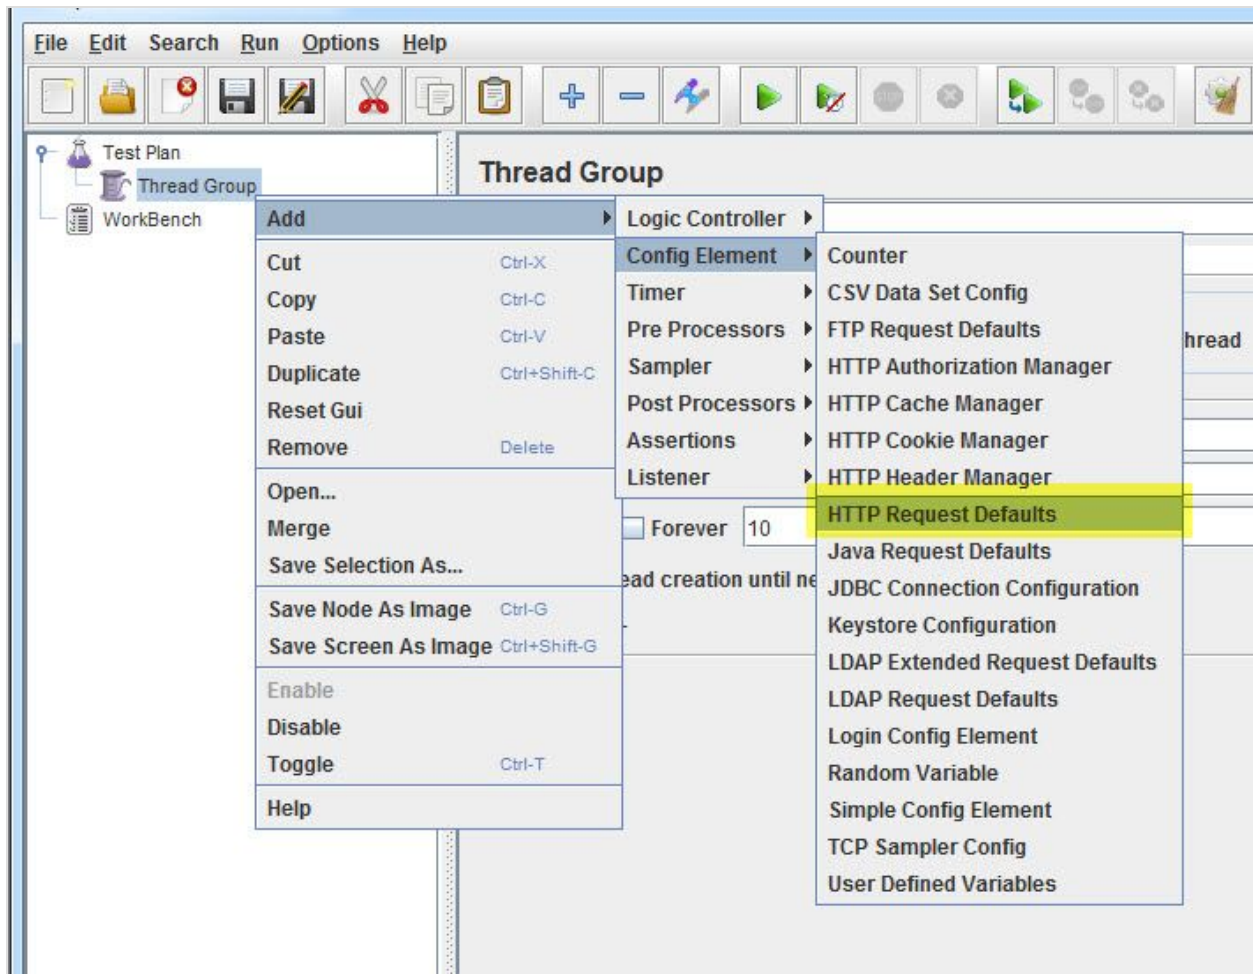 File Edit Search Run Options Help
Test Plan
Thread Group
WorkBench
Thread Group
Add
Cut Ctrl-X
Copy Ctrl-C
Paste Ctrl-V
Duplicate Ctrl+Shift-C
Reset Gui
Remove Delete
Open...
Merge
Save Selection As...
Save Node As Image Ctrl-G
Save Screen As Image Ctrl+Shift-G
Enable
Disable
Toggle Ctrl-T
Help
Logic Controller
Config Element
Timer
Pre Processors
Sampler
Post Processors
Assertions
Listener
Counter
CSV Data Set Config
FTP Request Defaults
HTTP Authorization Manager
HTTP Cache Manager
HTTP Cookie Manager
HTTP Header Manager
HTTP Request Defaults
Java Request Defaults
JDBC Connection Configuration
Keystore Configuration
LDAP Extended Request Defaults
LDAP Request Defaults
Login Config Element
Random Variable
Simple Config Element
TCP Sampler Config
User Defined Variables
hread
Forever 10
ead creation until ne